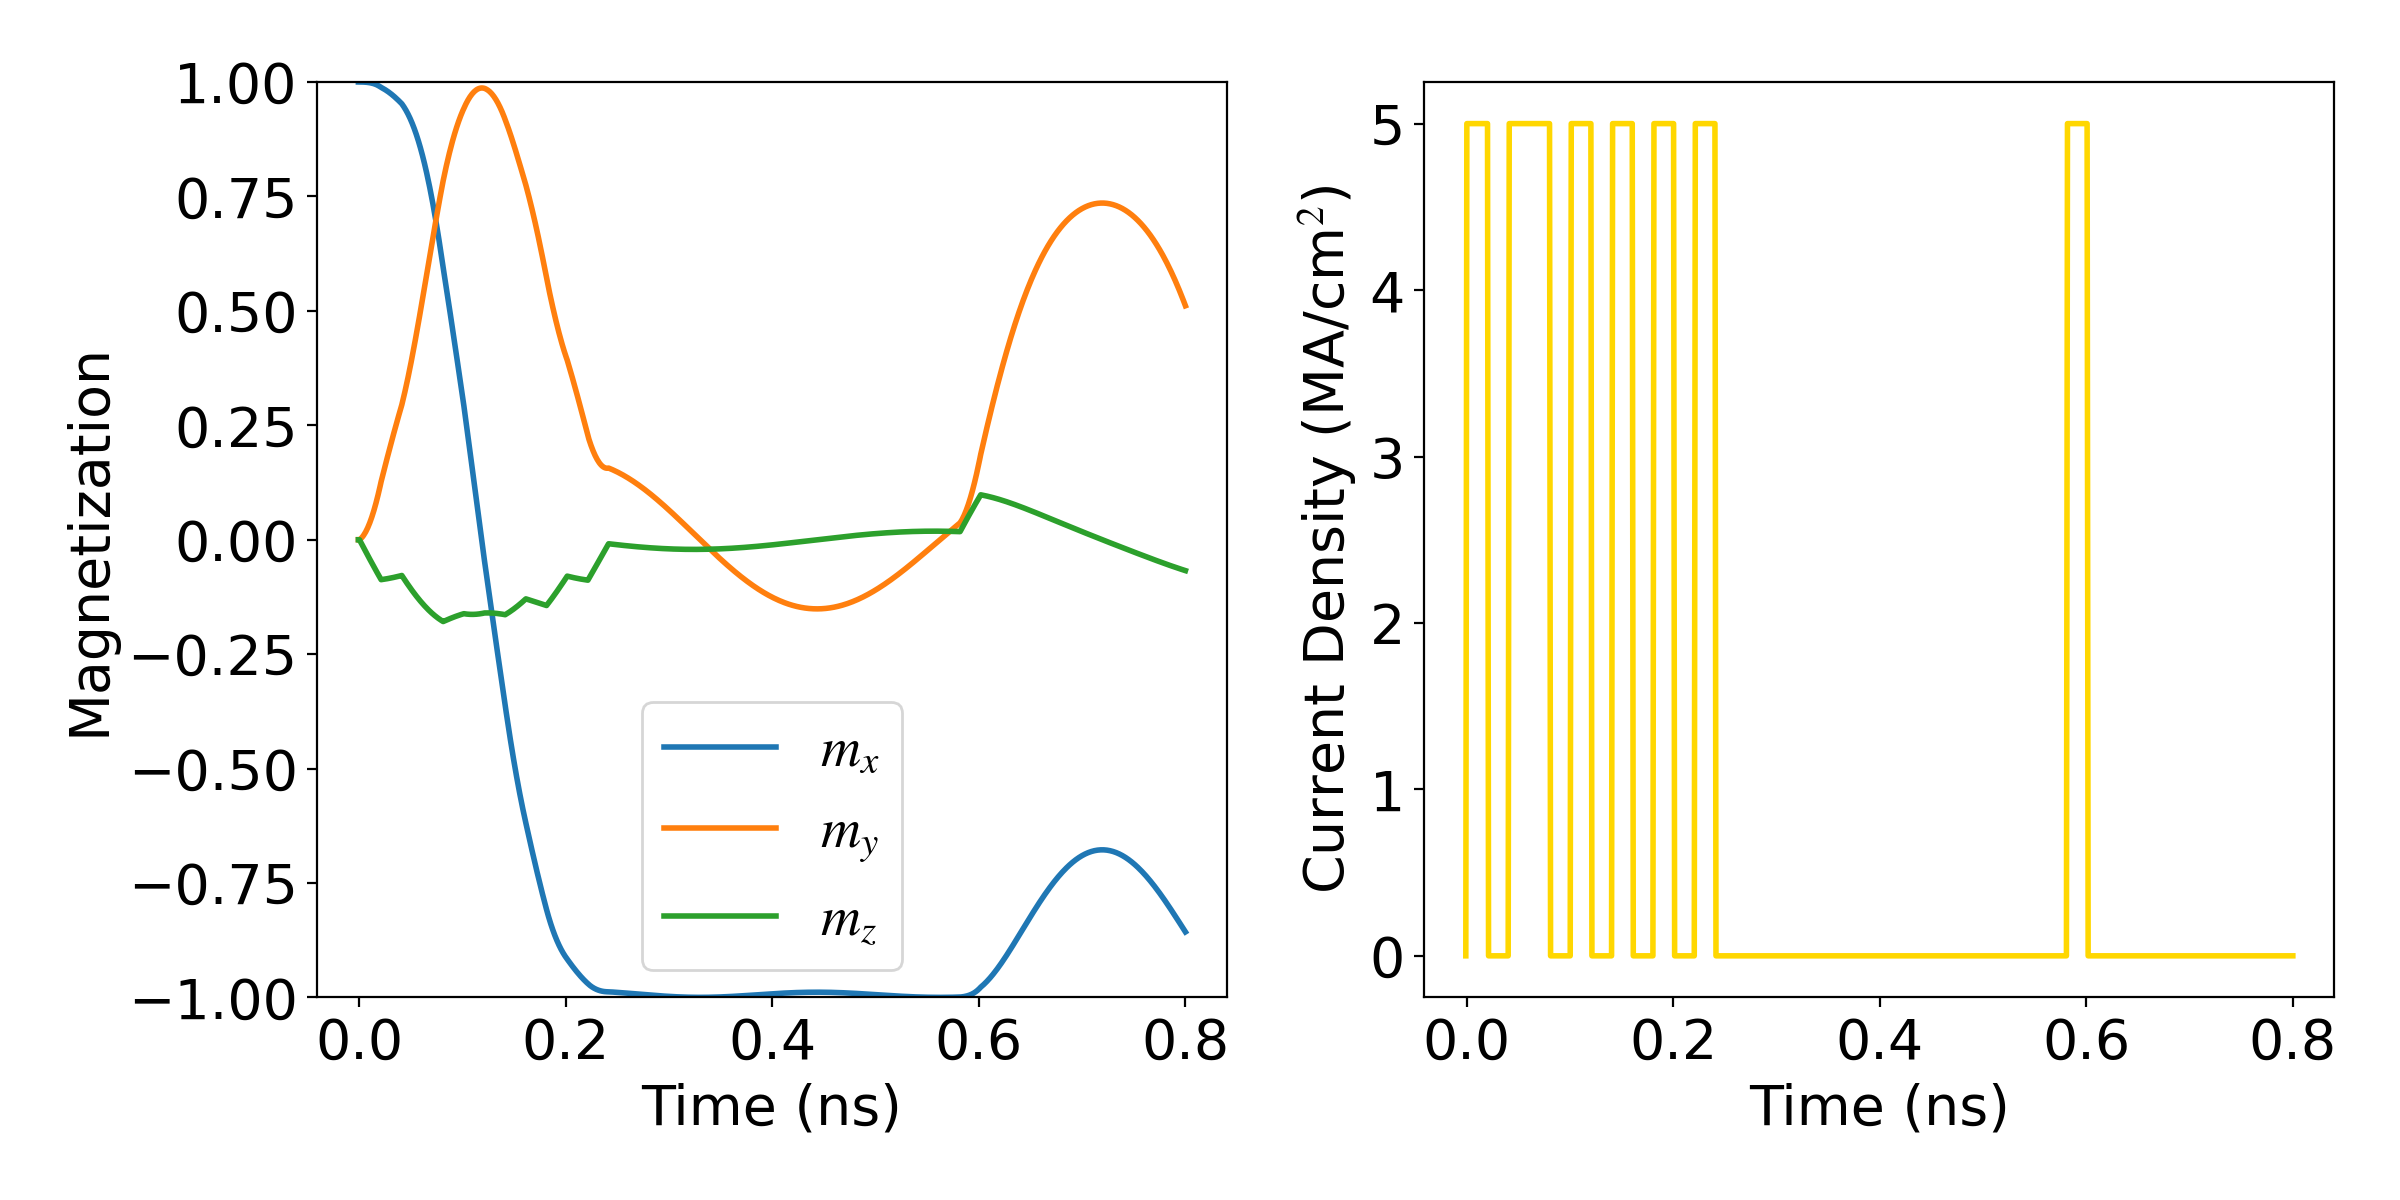 1.00
0.75
0.50
0.25
0.00
−0.25
−0.50
−0.75
−1.00
Magnetization
0.0 0.2 0.4 0.6 0.8
Time (ns)
m_x
m_y
m_z
5
4
3
2
1
0
Current Density (MA/cm²)
0.0 0.2 0.4 0.6 0.8
Time (ns)